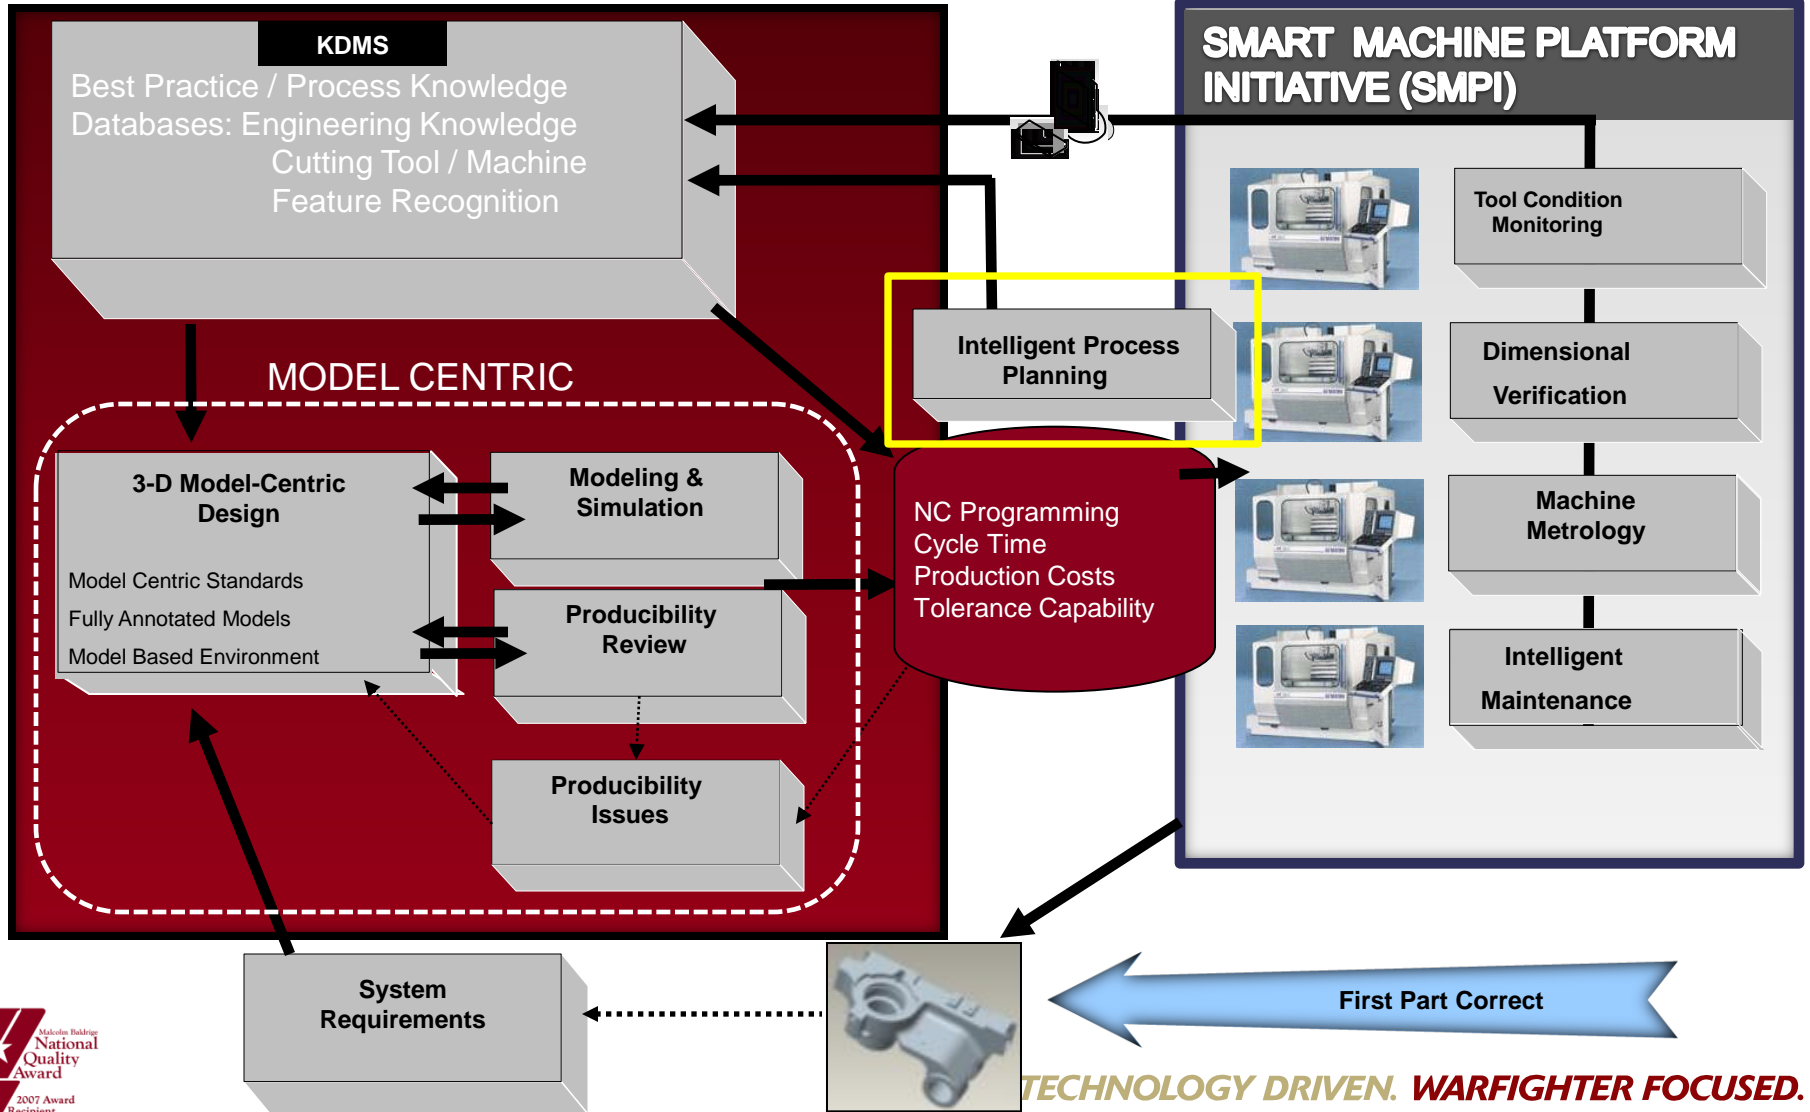 KDMS
Best Practice / Process Knowledge
Databases: Engineering Knowledge
Cutting Tool / Machine
Feature Recognition
SMART MACHINE PLATFORM
INITIATIVE (SMPI)
Tool Condition
Monitoring
Intelligent Process
Planning
Dimensional
Verification
MODEL CENTRIC
3-D Model-Centric
Design
Model Centric Standards
Fully Annotated Models
Model Based Environment
Modeling &
Simulation
Producibility
Review
Producibility
Issues
NC Programming
Cycle Time
Production Costs
Tolerance Capability
Machine
Metrology
Intelligent
Maintenance
System
Requirements
First Part Correct
Malcolm Baldrige
National
Quality
Award
2007 Award
Recipient
TECHNOLOGY DRIVEN. WARFIGHTER FOCUSED.